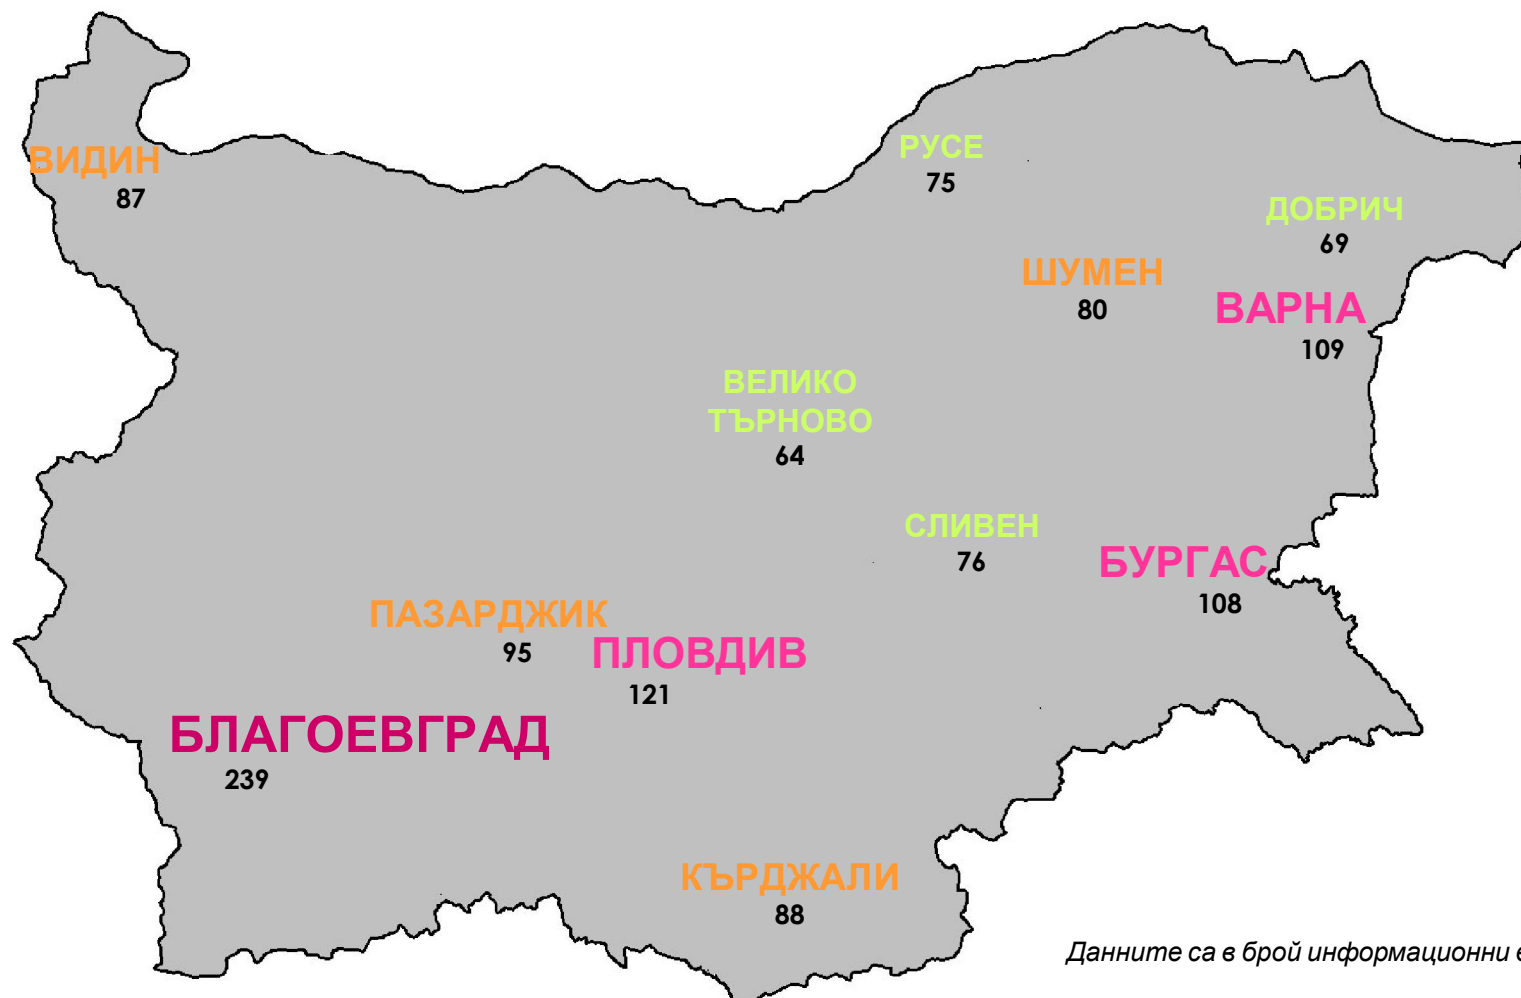 РУСЕ
75
ВИДИН
87
ДОБРИЧ
69
ШУМЕН
80
ВАРНА
109
ВЕЛИКО
ТЪРНОВО
64
СЛИВЕН
76
БУРГАС
108
ПАЗАРДЖИК
95
ПЛОВДИВ
121
БЛАГОЕВГРАД
239
КЪРДЖАЛИ
88
Данните са в брой информационни